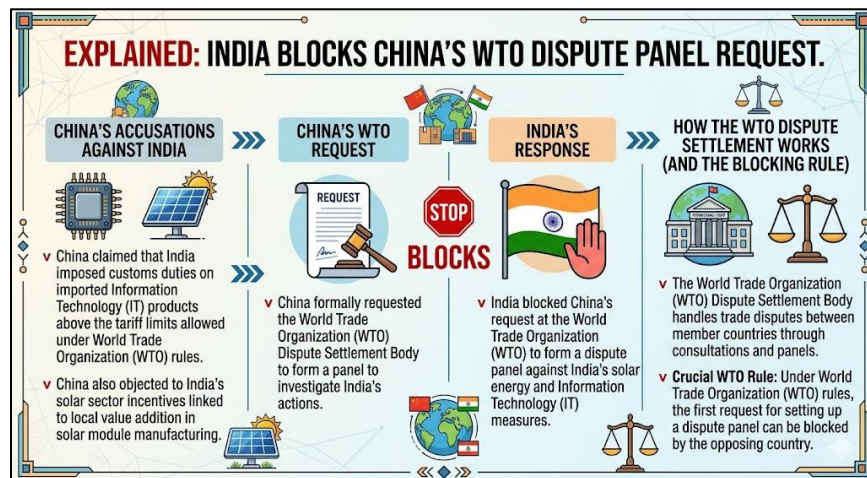 EXPLAINED: INDIA BLOCKS CHINA'S WTO DISPUTE PANEL REQUEST.
CHINA'S ACCUSATIONS
AGAINST INDIA
v China claimed that India
imposed customs duties on
imported Information
Technology (IT) products
above the tariff limits allowed
under World Trade
Organization (WTO) rules.
v China also objected to India's
solar sector incentives linked
to local value addition in
solar module manufacturing.
CHINA'S WTO
REQUEST
REQUEST
v China formally requested
the World Trade
Organization (WTO)
Dispute Settlement Body
to form a panel to
investigate India's
actions.
STOP
BLOCKS
INDIA'S
RESPONSE
v India blocked China's
request at the World
Trade Organization
(WTO) to form a dispute
panel against India's solar
energy and Information
Technology (IT)
measures.
HOW THE WTO DISPUTE
SETTLEMENT WORKS
(AND THE BLOCKING RULE)
v The World Trade Organization
(WTO) Dispute Settlement Body
handles trade disputes between
member countries through
consultations and panels.
v Crucial WTO Rule: Under World
Trade Organization (WTO) rules,
the first request for setting up
a dispute panel can be blocked
by the opposing country.